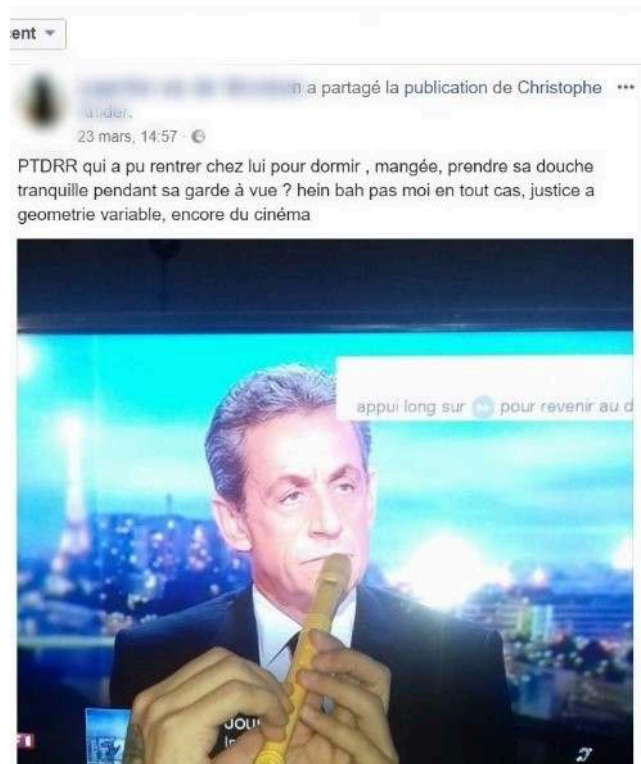 ent
a partagé la publication de Christophe
23 mars, 14:57
PTDRR qui a pu rentrer chez lui pour dormir , mangée, prendre sa douche
tranquille pendant sa garde à vue ? hein bah pas moi en tout cas, justice a
geometrie variable, encore du cinéma
appui long sur pour revenir au d
JOU